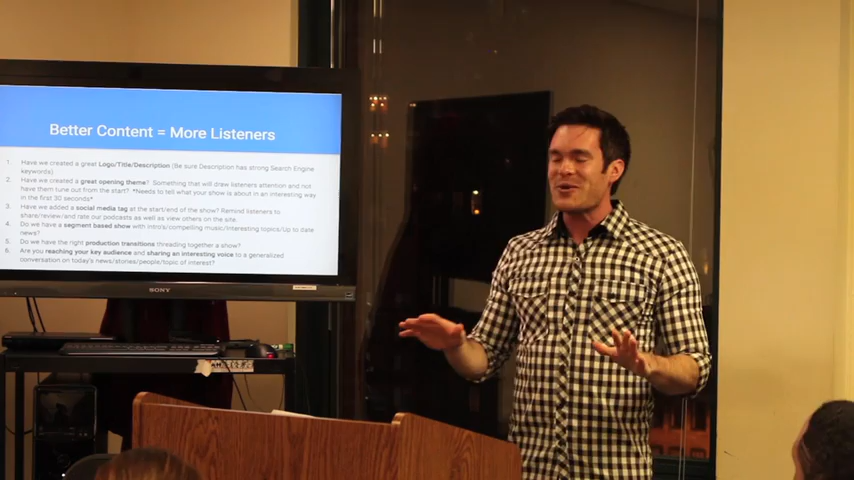 Better Content = More Listeners
1. Have we created a great Logo/Title/Description (Be sure Description has strong Search Engine
keywords)
2. Have we created a great opening theme? Something that will draw listeners attention and not
have them tune out from the start? *Needs to tell what your show is about in an interesting way
in the first 30 seconds*
3. Have we added a social media tag at the start/end of the show? Remind listeners to
share/review/and rate our podcasts as well as view others on the site.
4. Do we have a segment based show with intro's/compelling music/interesting topics/Up to date
news?
5. Do we have the right production transitions threading together a show?
6. Are you reaching your key audience and sharing an interesting voice to a generalized
conversation on today's news/stories/people/topic of interest?
SONY